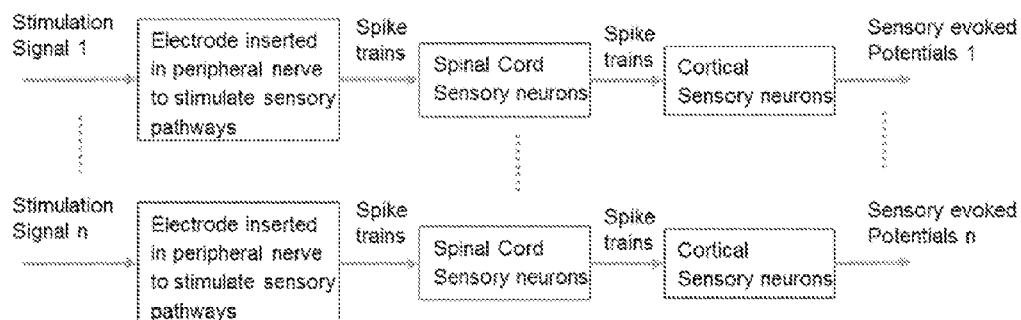 Stimulation
Signal 1
Electrode inserted
in peripheral nerve
to stimulate sensory
pathways
Spike
trains
Spinal Cord
Sensory neurons
Spike
trains
Cortical
Sensory neurons
Sensory evoked
Potentials 1
Stimulation
Signal n
Electrode inserted
in peripheral nerve
to stimulate sensory
pathways
Spike
trains
Spinal Cord
Sensory neurons
Spike
trains
Cortical
Sensory neurons
Sensory evoked
Potentials n